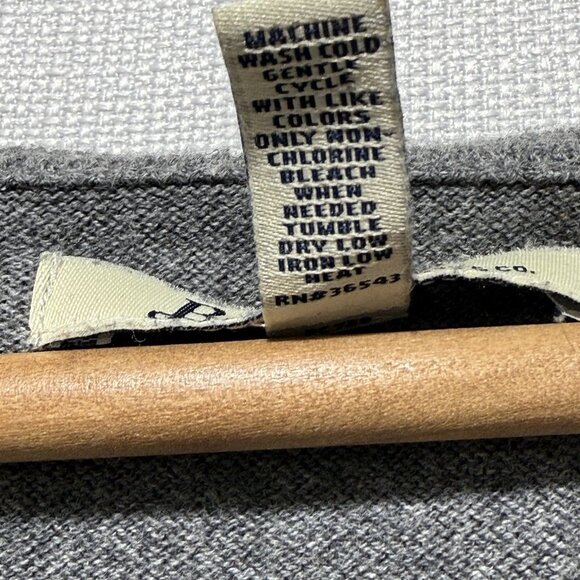 MACHINE
WASH COLD
GENTLE
CYCLE
WITH LIKE
COLORS
ONLY NON-
CHLORINE
BLEACH
WHEN
NEEDED
TUMBLE
DRY LOW
IRON LOW
HEAT
RN#36543
& CO.